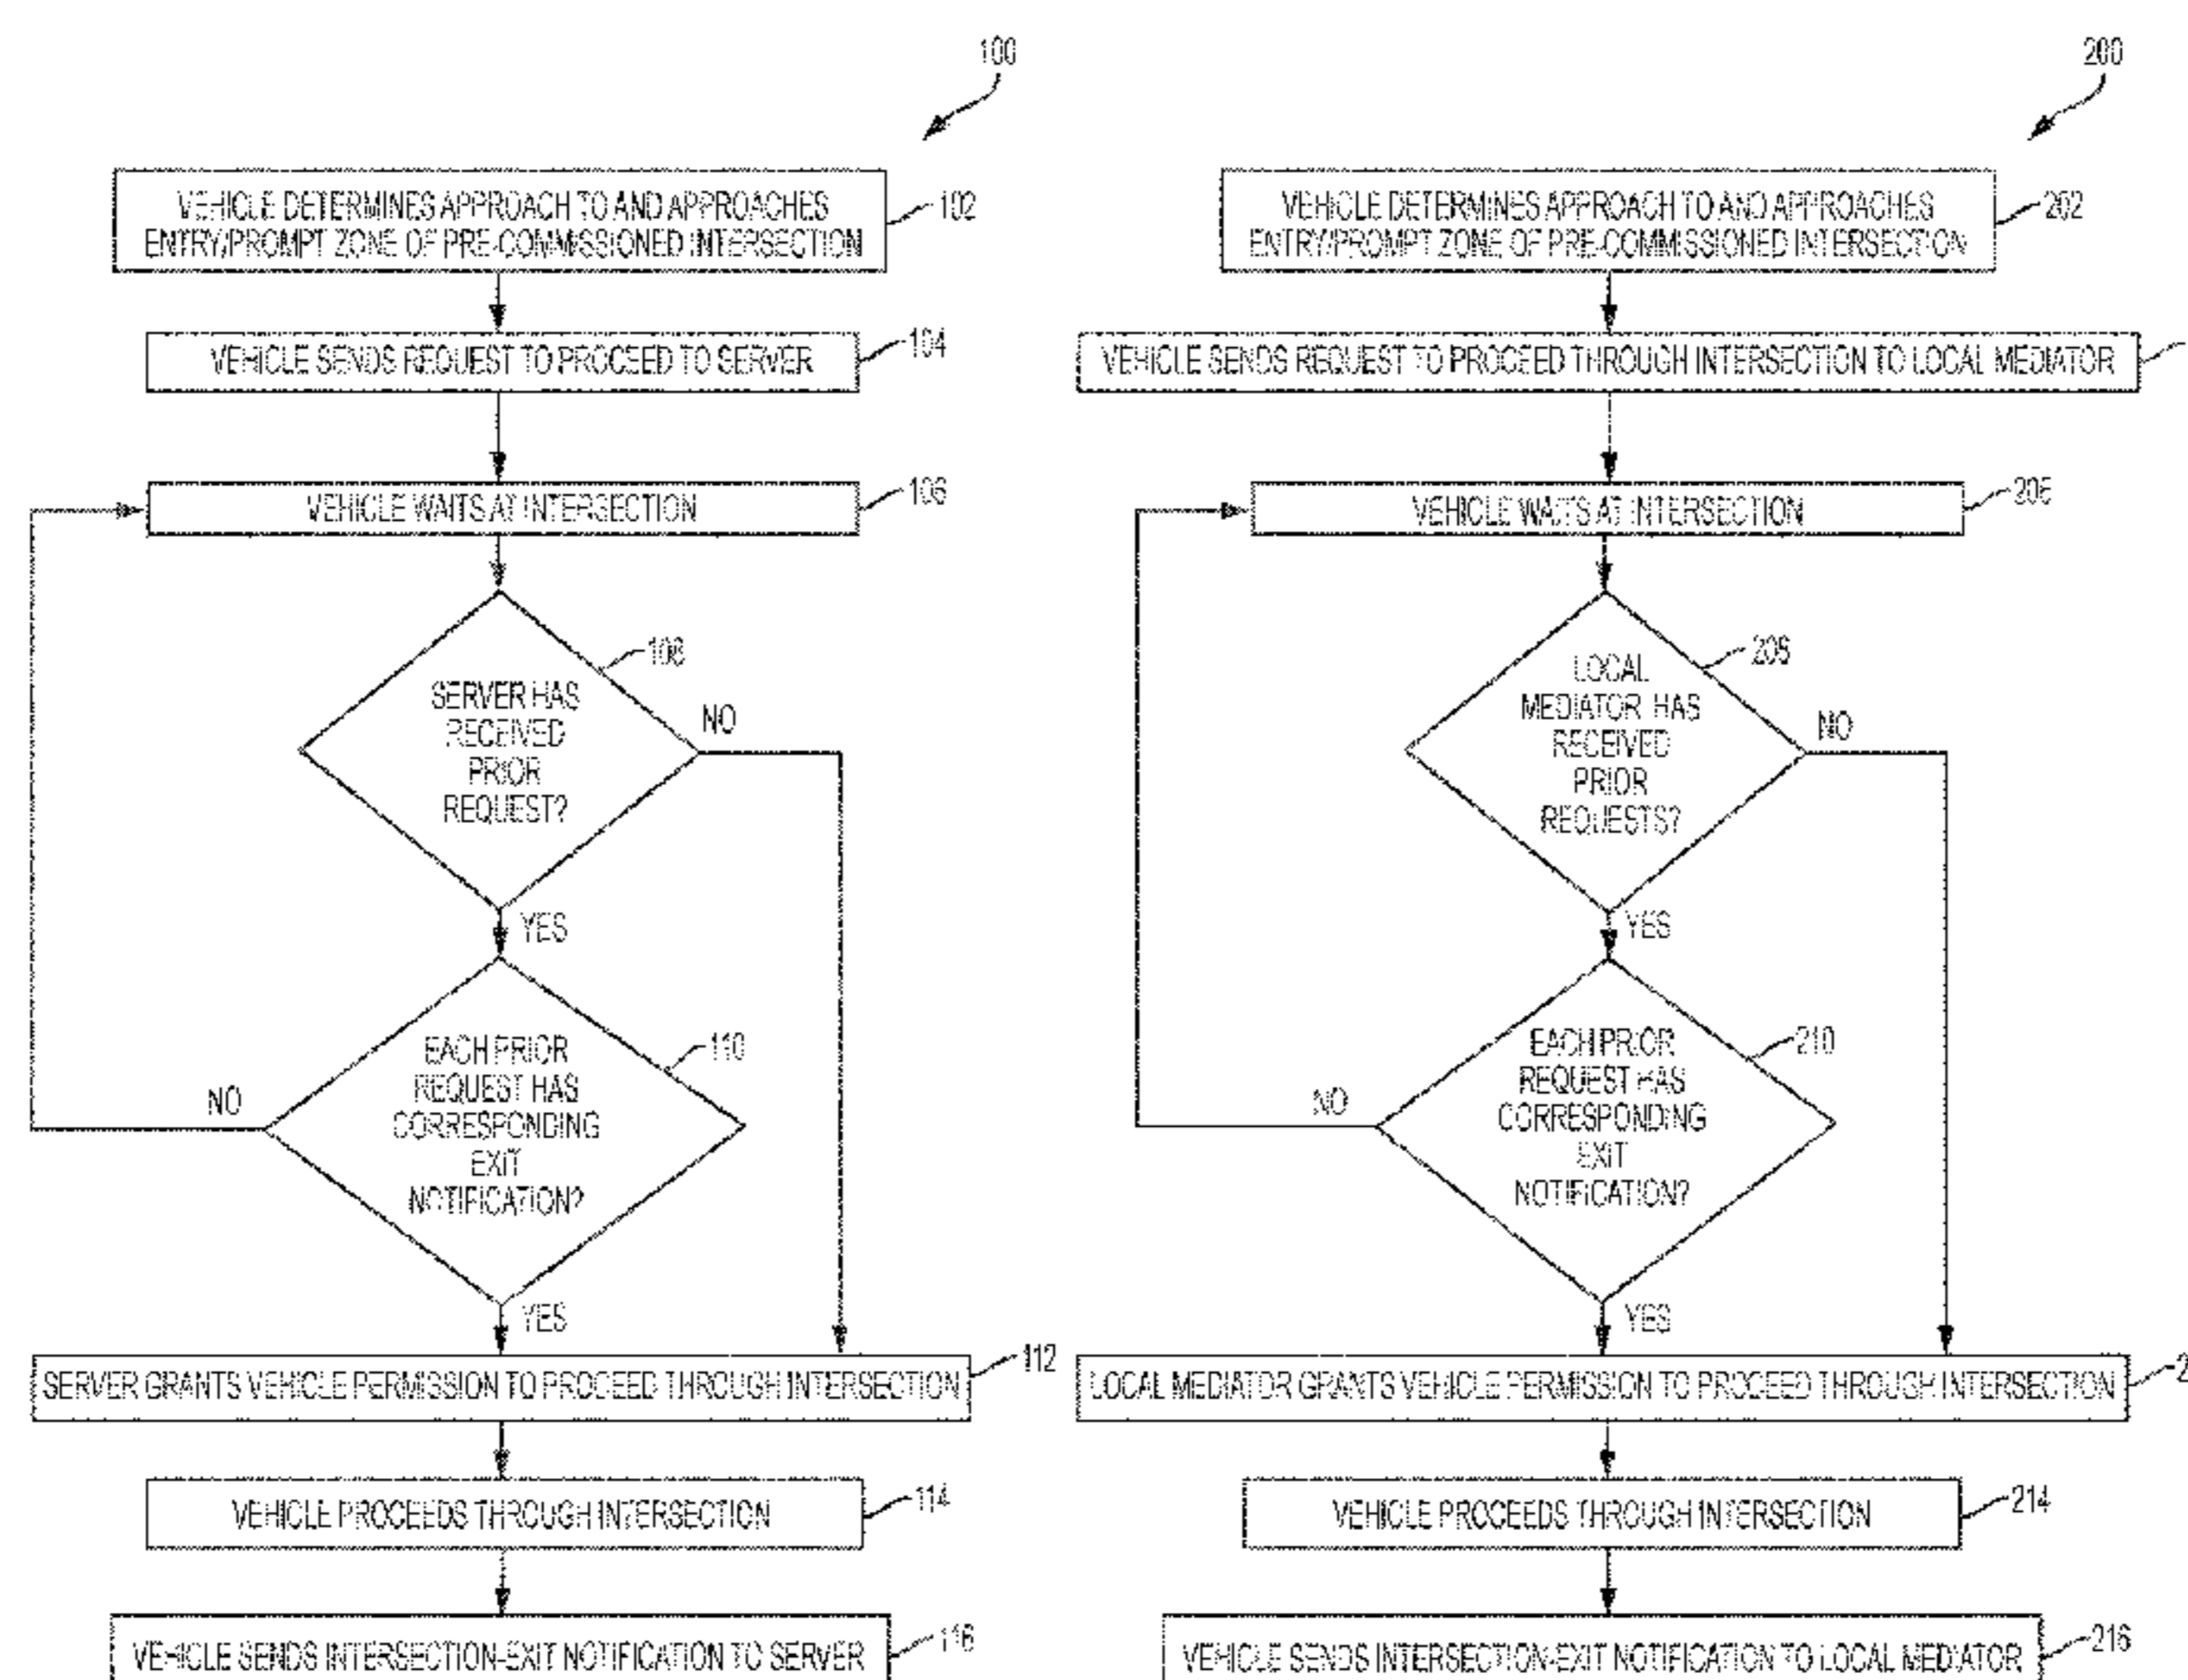 100
VEHICLE DETERMINES APPROACH TO AND APPROACHES
ENTRY/PROMPT ZONE OF PRE-COMMISSIONED INTERSECTION
102
VEHICLE SENDS REQUEST TO PROCEED TO SERVER
104
VEHICLE WAITS AT INTERSECTION
106
SERVER HAS
RECEIVED
PRIOR
REQUEST?
108
NO
YES
EACH PRIOR
REQUEST HAS
CORRESPONDING
EXIT
NOTIFICATION?
110
NO
YES
SERVER GRANTS VEHICLE PERMISSION TO PROCEED THROUGH INTERSECTION
112
VEHICLE PROCEEDS THROUGH INTERSECTION
114
VEHICLE SENDS INTERSECTION-EXIT NOTIFICATION TO SERVER
116
200
VEHICLE DETERMINES APPROACH TO AND APPROACHES
ENTRY/PROMPT ZONE OF PRE-COMMISSIONED INTERSECTION
202
VEHICLE SENDS REQUEST TO PROCEED THROUGH INTERSECTION TO LOCAL MEDIATOR
VEHICLE WAITS AT INTERSECTION
LOCAL
MEDIATOR HAS
RECEIVED
PRIOR
REQUESTS?
NO
YES
EACH PRIOR
REQUEST HAS
CORRESPONDING
EXIT
NOTIFICATION?
210
NO
YES
LOCAL MEDIATOR GRANTS VEHICLE PERMISSION TO PROCEED THROUGH INTERSECTION
VEHICLE PROCEEDS THROUGH INTERSECTION
214
VEHICLE SENDS INTERSECTION-EXIT NOTIFICATION TO LOCAL MEDIATOR
216